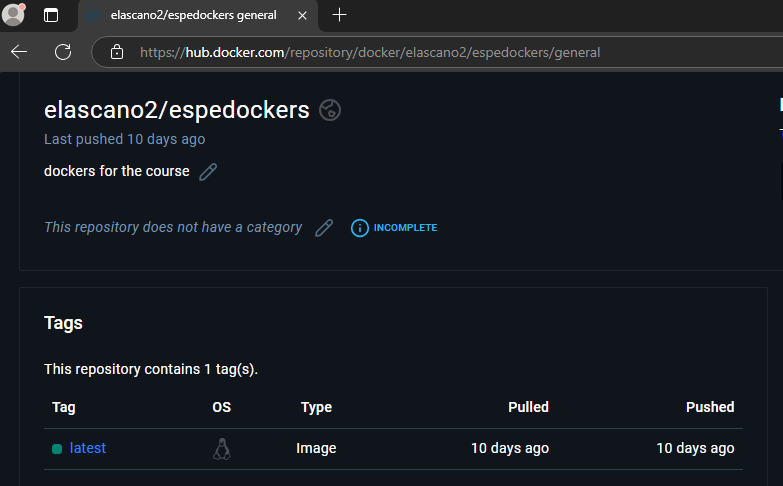 elascano2/espedockers general
https://hub.docker.com/repository/docker/elascano2/espedockers/general
elascano2/espedockers
Last pushed 10 days ago
dockers for the course
This repository does not have a category INCOMPLETE
Tags
This repository contains 1 tag(s).
Tag OS Type Pulled Pushed
latest Image 10 days ago 10 days ago